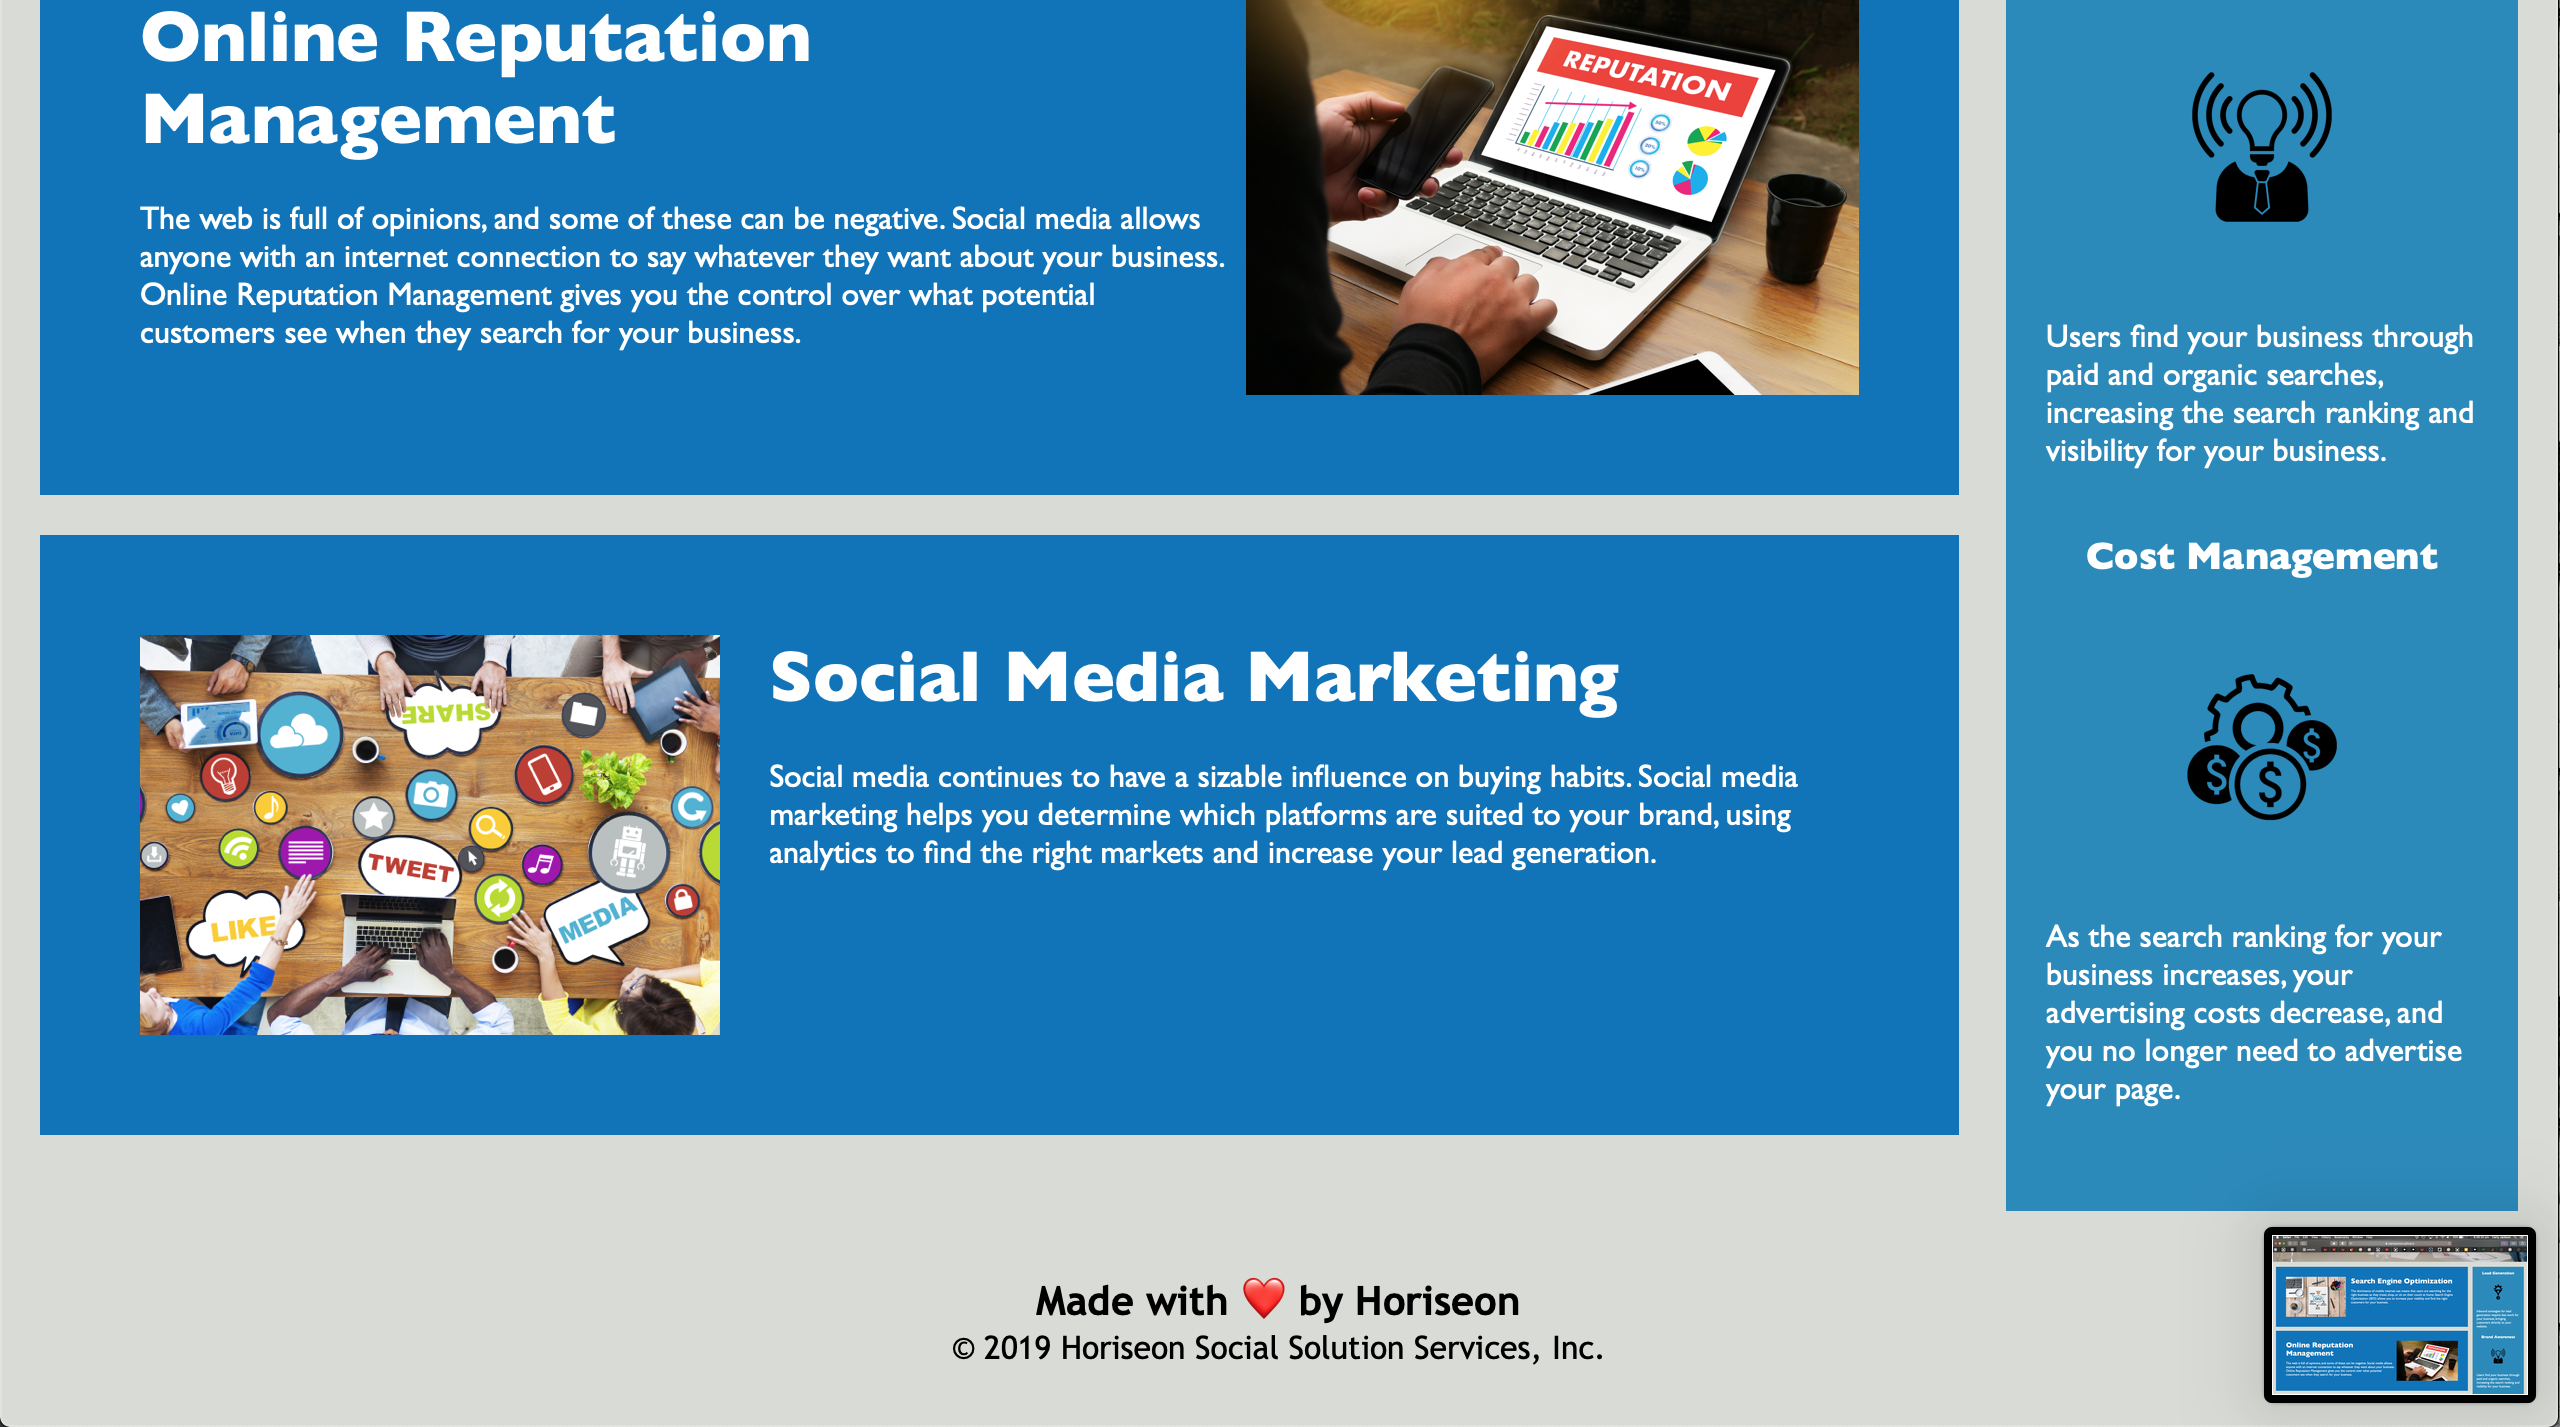 Online Reputation
Management
The web is full of opinions, and some of these can be negative. Social media allows
anyone with an internet connection to say whatever they want about your business.
Online Reputation Management gives you the control over what potential
customers see when they search for your business.
REPUTATION
Users find your business through
paid and organic searches,
increasing the search ranking and
visibility for your business.
Cost Management
As the search ranking for your
business increases, your
advertising costs decrease, and
you no longer need to advertise
your page.
SHARE
TWEET
LIKE
MEDIA
Social Media Marketing
Social media continues to have a sizable influence on buying habits. Social media
marketing helps you determine which platforms are suited to your brand, using
analytics to find the right markets and increase your lead generation.
Made with ❤️ by Horiseon
© 2019 Horiseon Social Solution Services, Inc.
Search Engine Optimization
Lead Generation
Online Reputation
Management
Brand Awareness